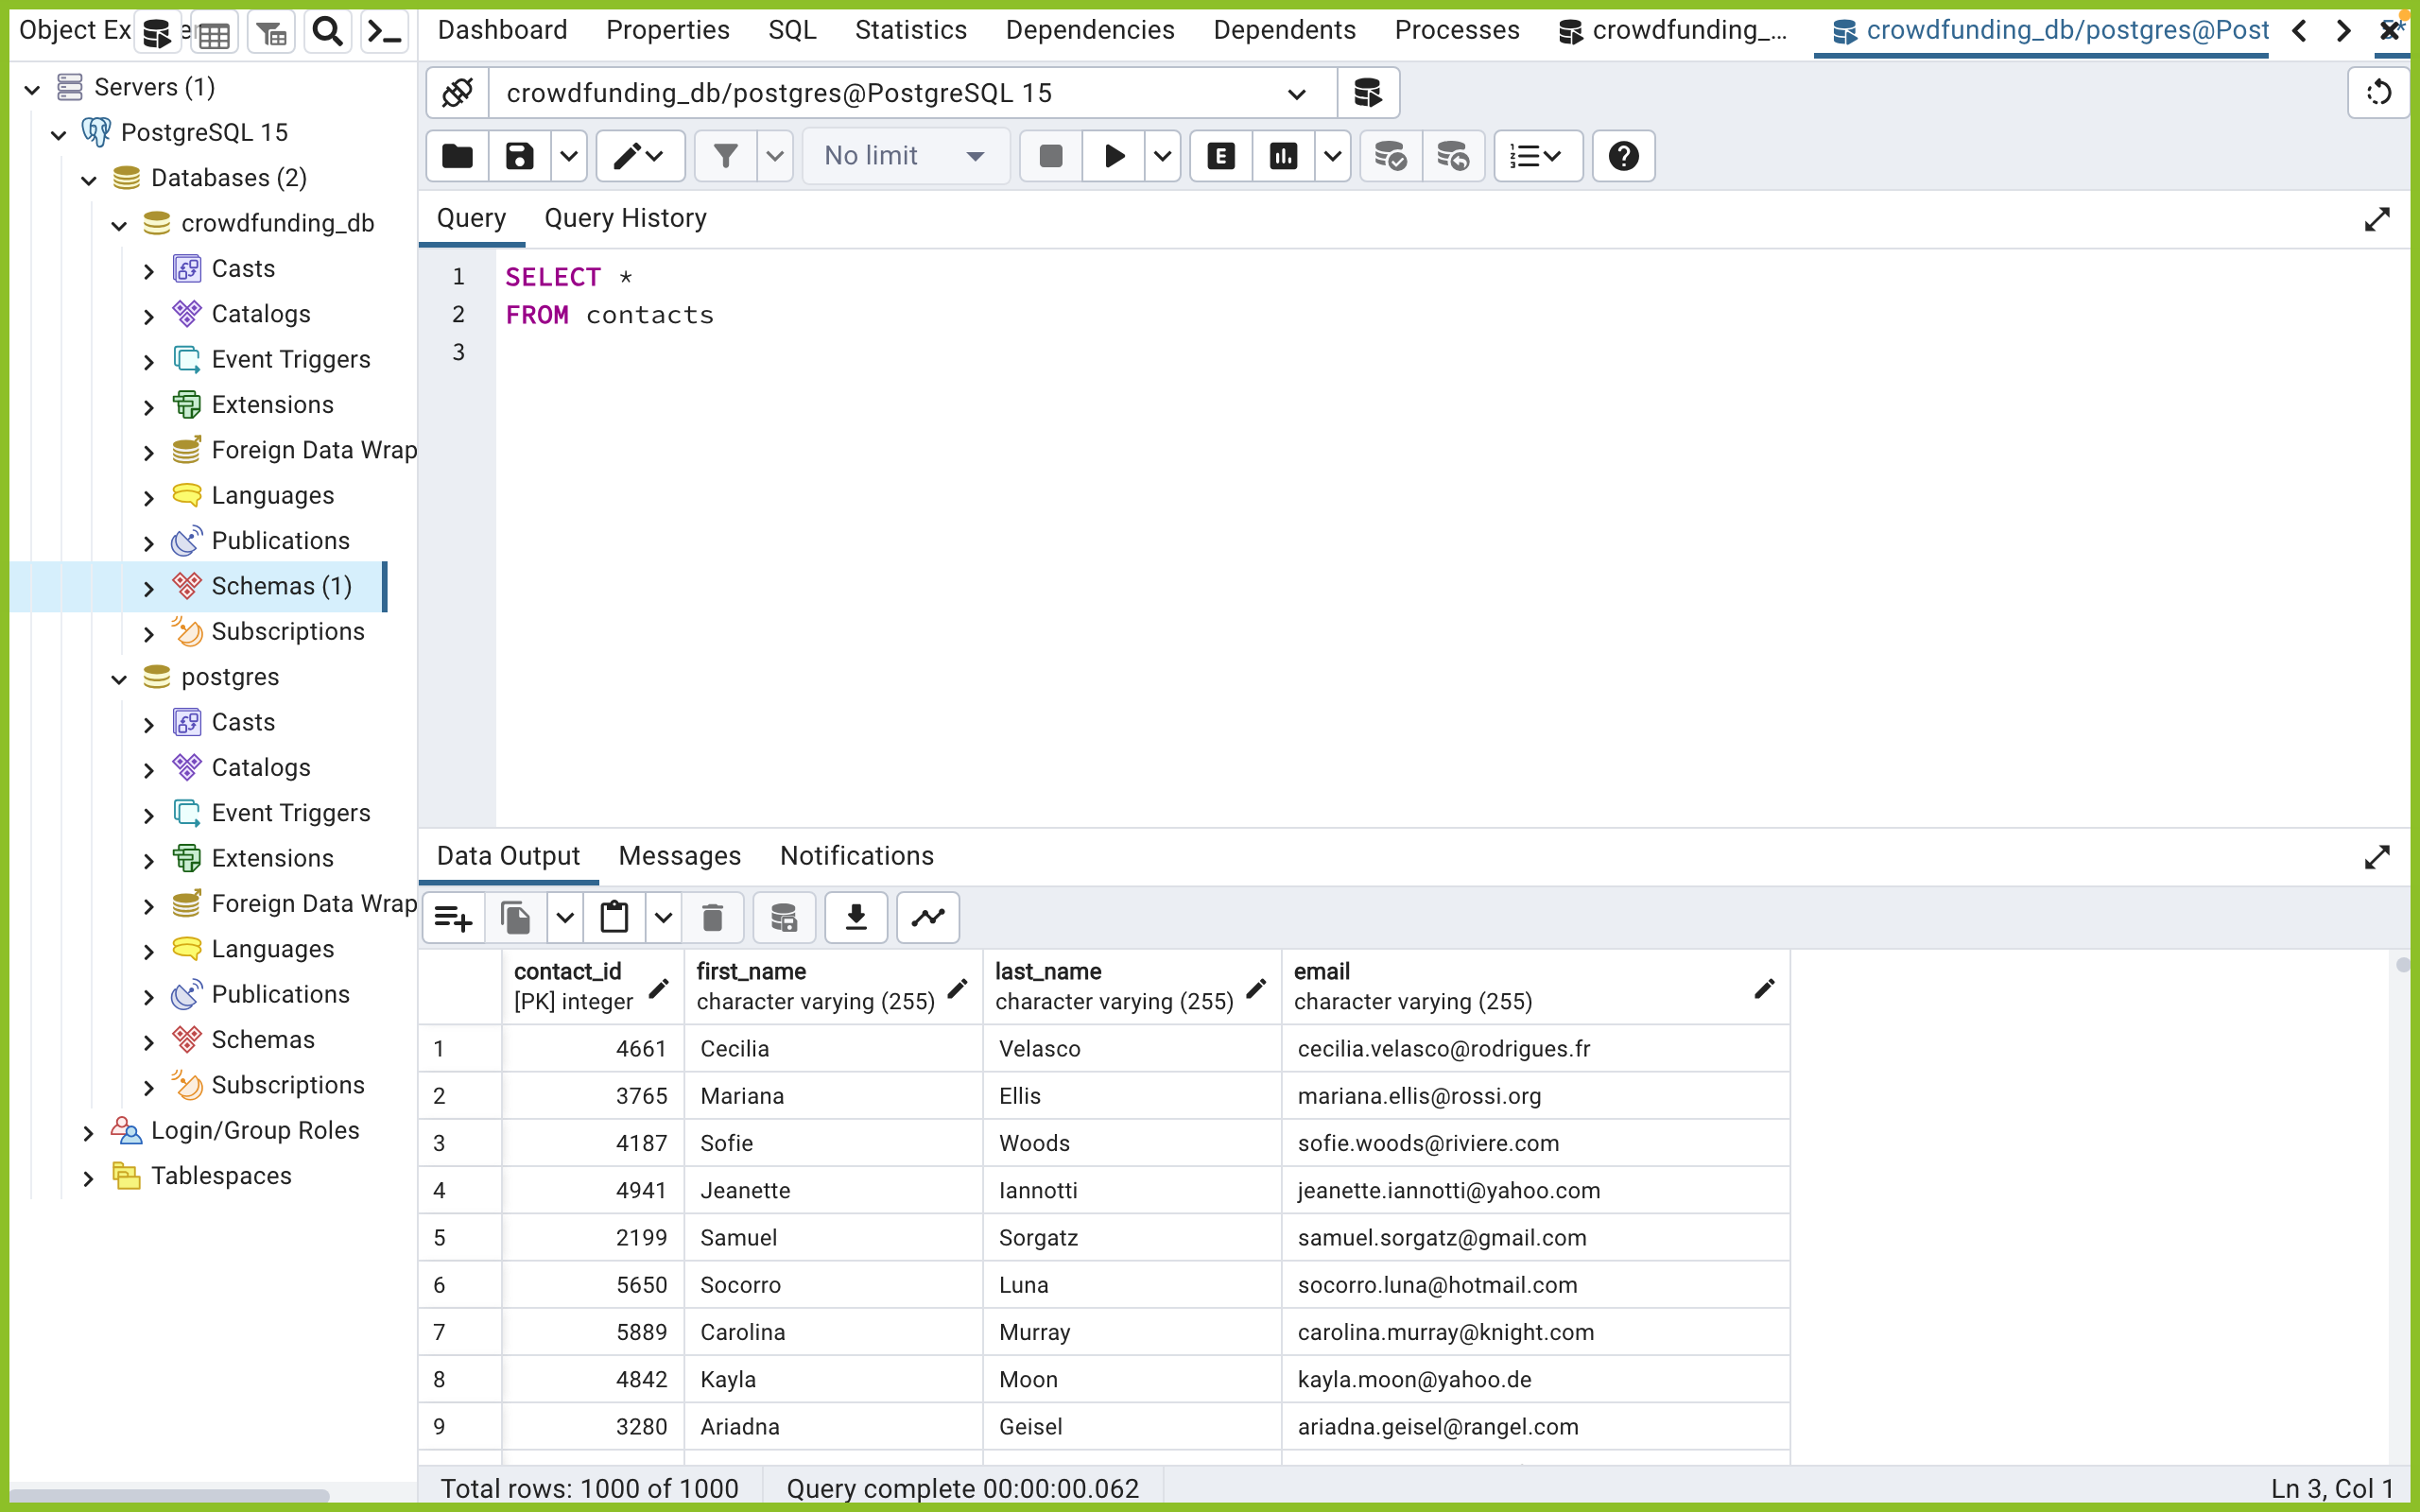 Object Ex
Dashboard Properties SQL Statistics Dependencies Dependents Processes crowdfunding_... crowdfunding_db/postgres@Post
Servers (1)
PostgreSQL 15
Databases (2)
crowdfunding_db
Casts
Catalogs
Event Triggers
Extensions
Foreign Data Wrap
Languages
Publications
Schemas (1)
Subscriptions
postgres
Casts
Catalogs
Event Triggers
Extensions
Foreign Data Wrap
Languages
Publications
Schemas
Subscriptions
Login/Group Roles
Tablespaces
crowdfunding_db/postgres@PostgreSQL 15
No limit
E
Query Query History
1 SELECT *
2 FROM contacts
3
Data Output Messages Notifications
contact_id first_name last_name email
[PK] integer character varying (255) character varying (255) character varying (255)
1 4661 Cecilia Velasco cecilia.velasco@rodrigues.fr
2 3765 Mariana Ellis mariana.ellis@rossi.org
3 4187 Sofie Woods sofie.woods@riviere.com
4 4941 Jeanette Iannotti jeanette.iannotti@yahoo.com
5 2199 Samuel Sorgatz samuel.sorgatz@gmail.com
6 5650 Socorro Luna socorro.luna@hotmail.com
7 5889 Carolina Murray carolina.murray@knight.com
8 4842 Kayla Moon kayla.moon@yahoo.de
9 3280 Ariadna Geisel ariadna.geisel@rangel.com
Total rows: 1000 of 1000 Query complete 00:00:00.062 Ln 3, Col 1